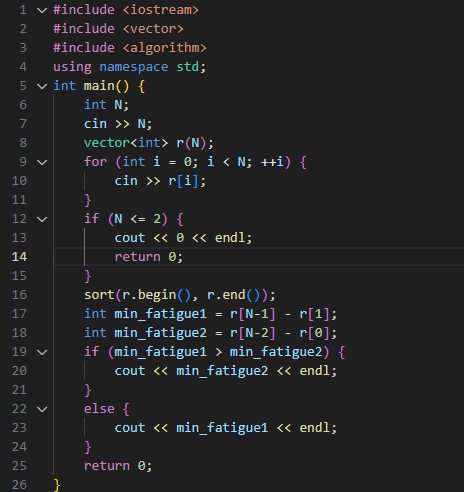 1 #include <iostream>
2 #include <vector>
3 #include <algorithm>
4 using namespace std;
5 int main() {
6     int N;
7     cin >> N;
8     vector<int> r(N);
9     for (int i = 0; i < N; ++i) {
10         cin >> r[i];
11     }
12     if (N <= 2) {
13         cout << 0 << endl;
14         return 0;
15     }
16     sort(r.begin(), r.end());
17     int min_fatigue1 = r[N-1] - r[1];
18     int min_fatigue2 = r[N-2] - r[0];
19     if (min_fatigue1 > min_fatigue2) {
20         cout << min_fatigue2 << endl;
21     }
22     else {
23         cout << min_fatigue1 << endl;
24     }
25     return 0;
26 }